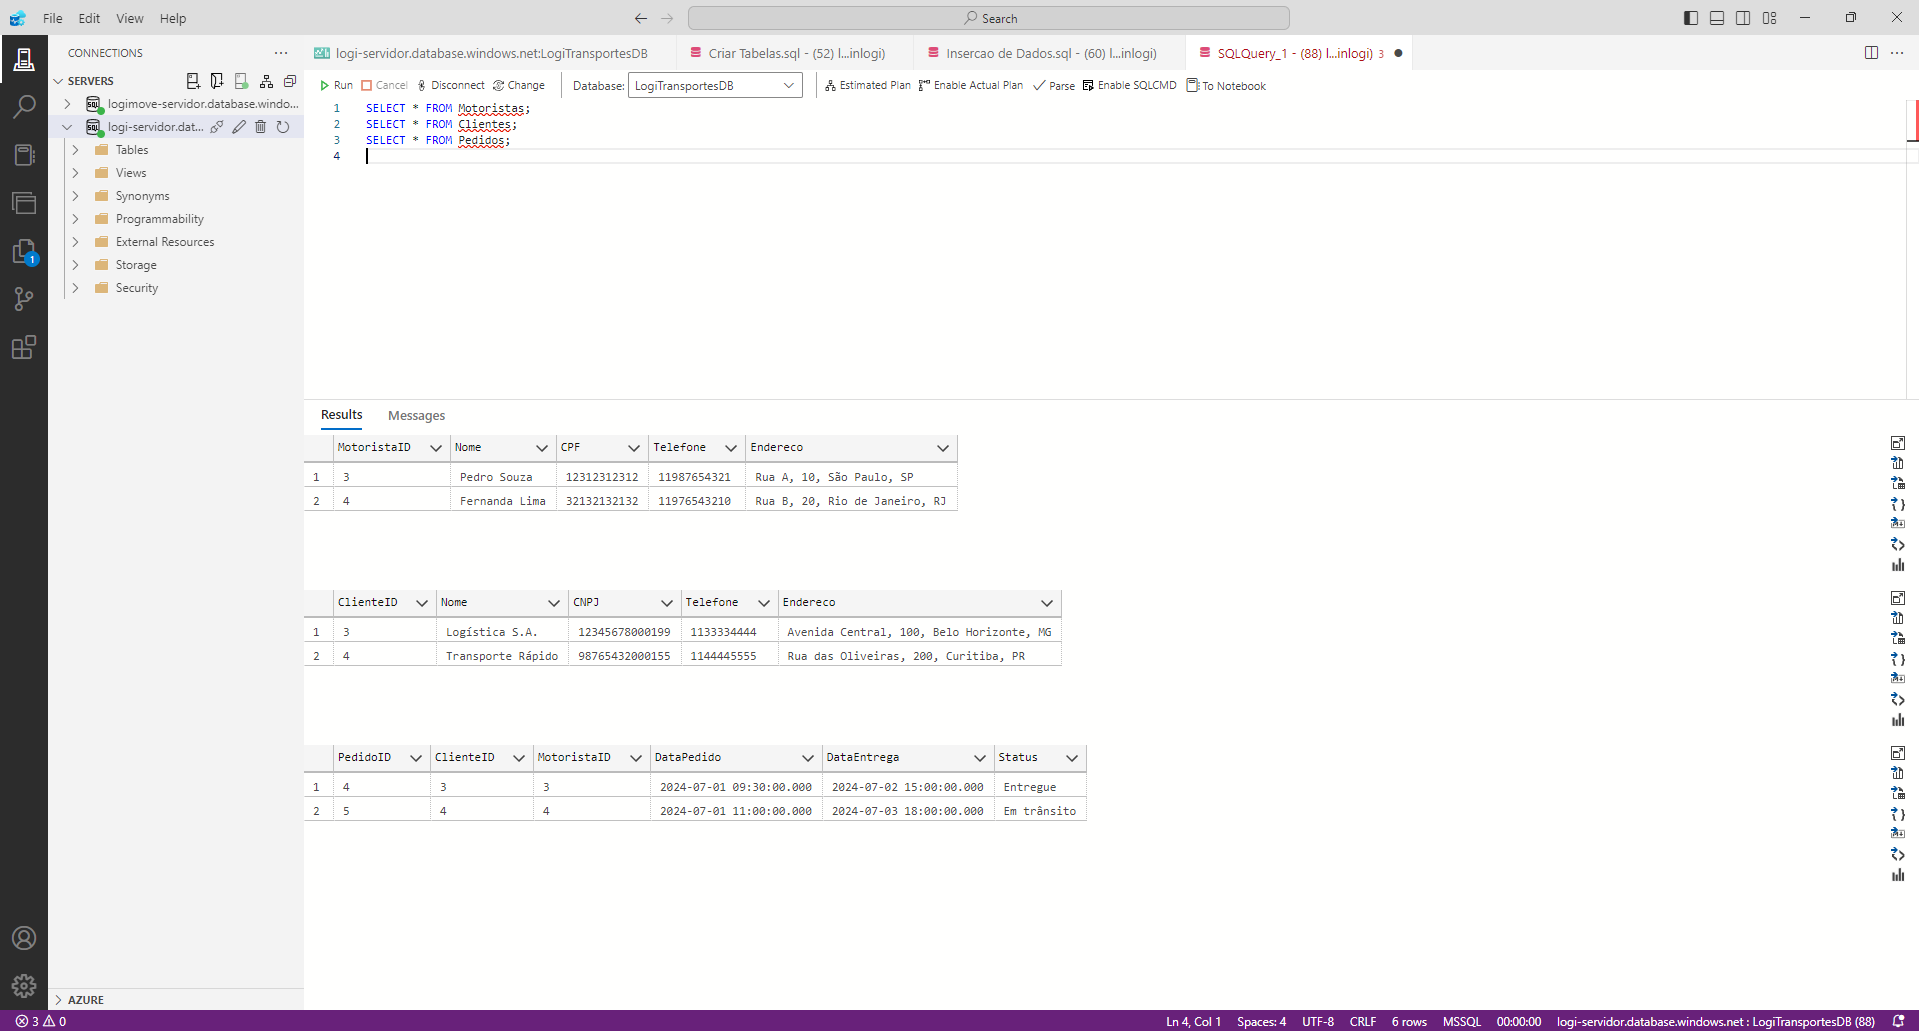 File Edit View Help
Search
CONNECTIONS
logi-servidor.database.windows.net:LogiTransportesDB
Criar Tabelas.sql - (52) l...inlogi)
Insercao de Dados.sql - (60) l...inlogi)
SQLQuery_1 - (88) l...inlogi) 3
SERVERS
Run Cancel Disconnect Change Database: LogiTransportesDB Estimated Plan Enable Actual Plan Parse Enable SQLCMD To Notebook
logimove-servidor.database.windo...
logi-servidor.dat...
Tables
Views
Synonyms
Programmability
External Resources
Storage
Security
1
1 SELECT * FROM Motoristas;
2 SELECT * FROM Clientes;
3 SELECT * FROM Pedidos;
4
Results Messages
MotoristaID Nome CPF Telefone Endereco
1 3 Pedro Souza 12312312312 11987654321 Rua A, 10, São Paulo, SP
2 4 Fernanda Lima 32132132132 11976543210 Rua B, 20, Rio de Janeiro, RJ
ClienteID Nome CNPJ Telefone Endereco
1 3 Logística S.A. 12345678000199 1133334444 Avenida Central, 100, Belo Horizonte, MG
2 4 Transporte Rápido 98765432000155 1144445555 Rua das Oliveiras, 200, Curitiba, PR
PedidoID ClienteID MotoristaID DataPedido DataEntrega Status
1 4 3 3 2024-07-01 09:30:00.000 2024-07-02 15:00:00.000 Entregue
2 5 4 4 2024-07-01 11:00:00.000 2024-07-03 18:00:00.000 Em trânsito
AZURE
3 0
Ln 4, Col 1 Spaces: 4 UTF-8 CRLF 6 rows MSSQL 00:00:00 logi-servidor.database.windows.net : LogiTransportesDB (88)